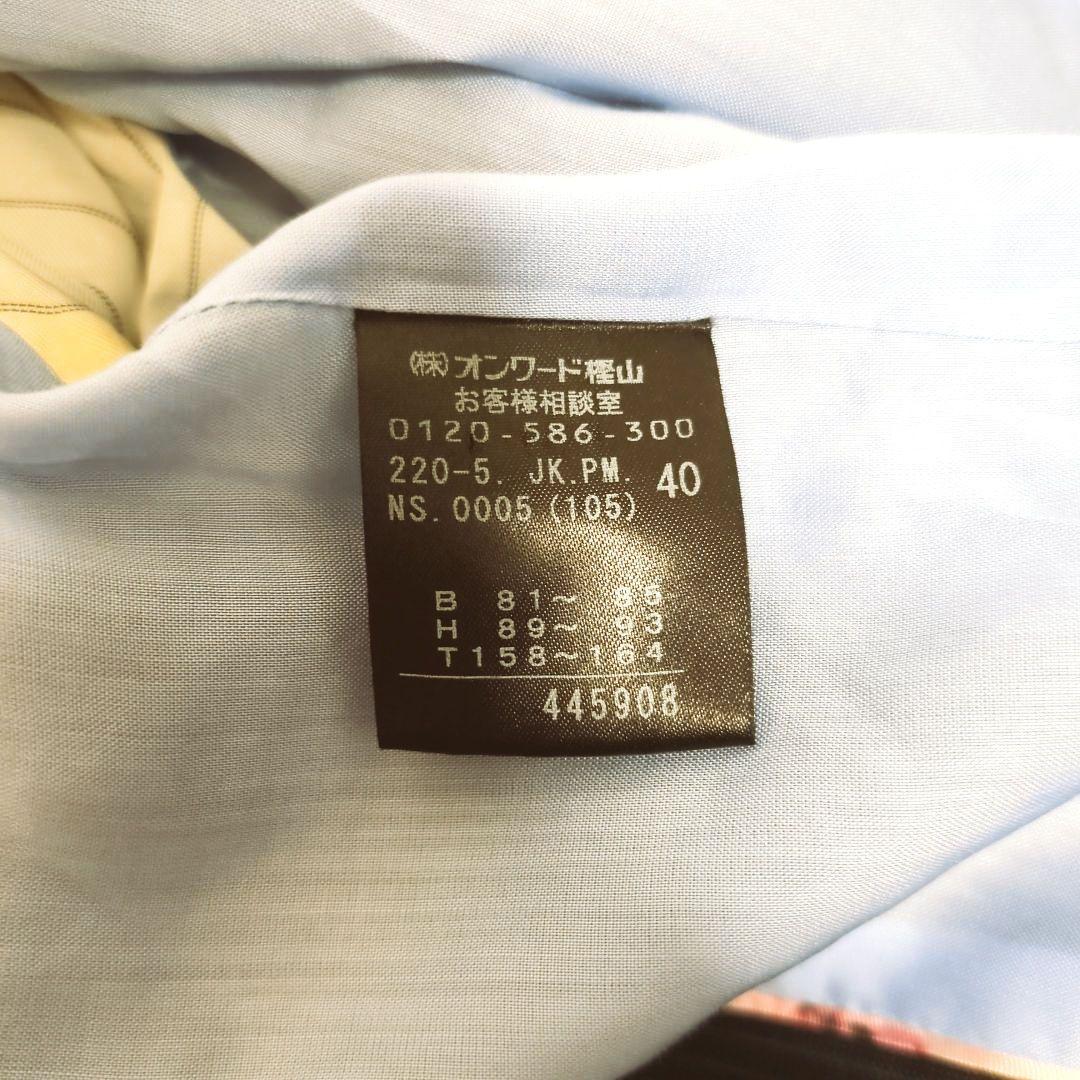 (株)オンワード樫山
お客様相談室
0120-586-300
220-5. JK.PM. 40
NS.0005(105)
B 81~ 85
H 89~ 93
T158~164
445908